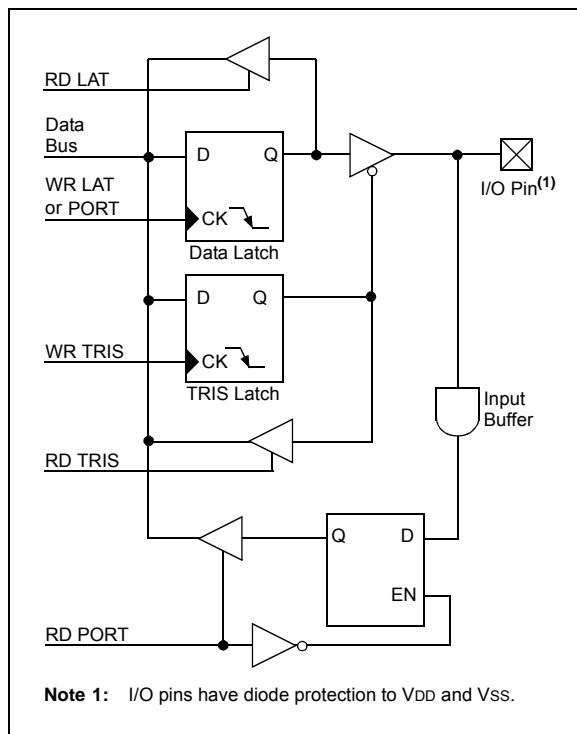 RD LAT
Data
Bus
D Q
WR LAT
or PORT
CK
Data Latch
I/O Pin(1)
D Q
WR TRIS
CK
TRIS Latch
Input
Buffer
RD TRIS
Q D
EN
RD PORT
Note 1: I/O pins have diode protection to VDD and VSS.